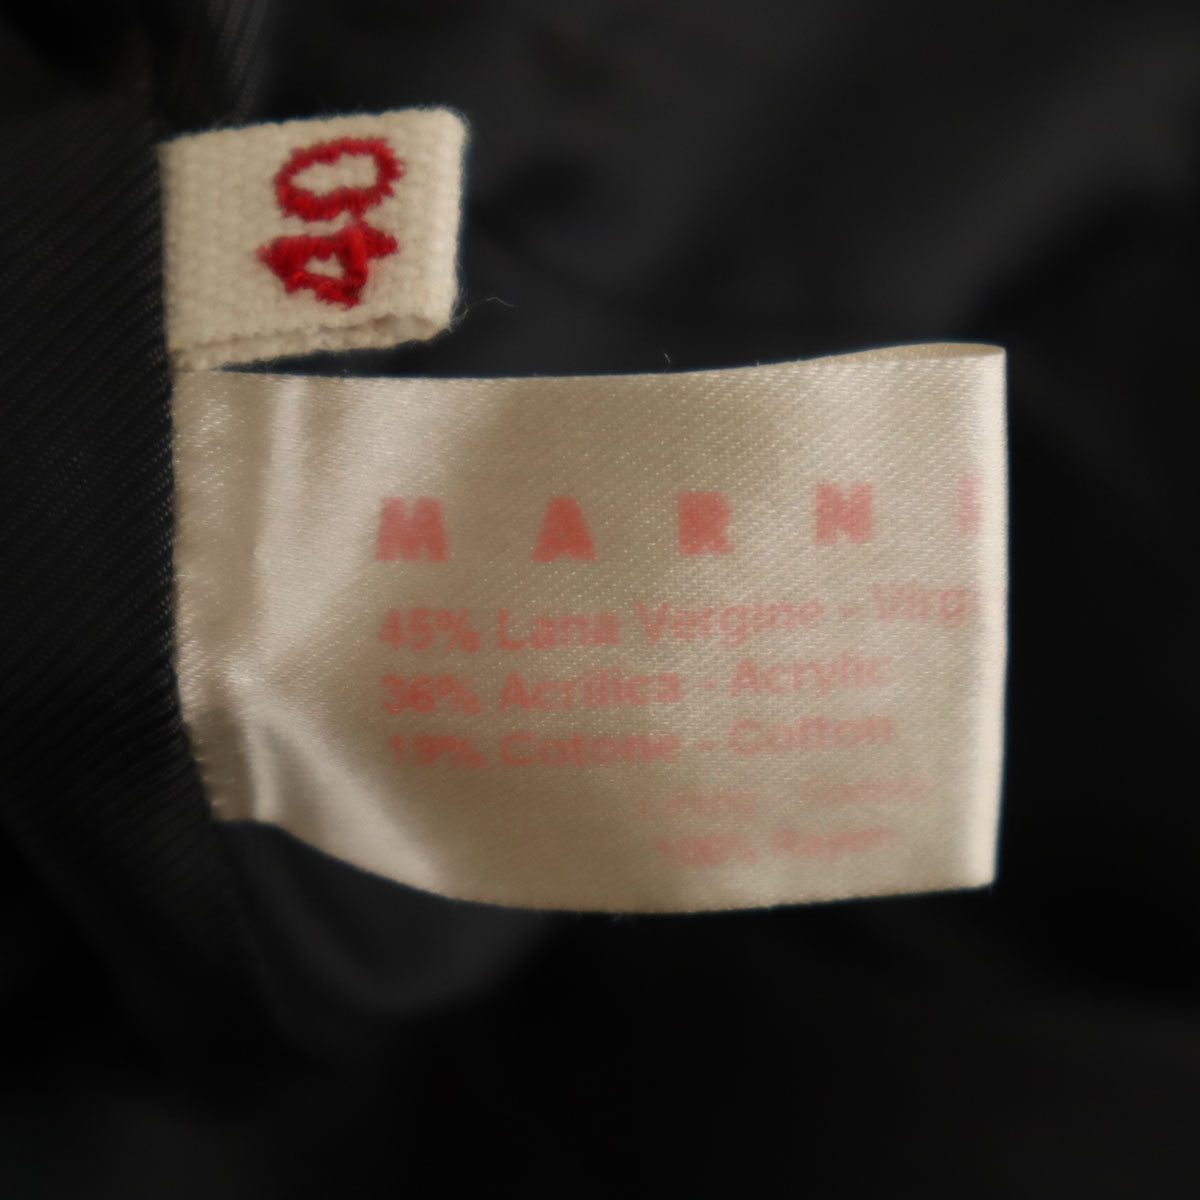 40
MARNI
45% Lana Vergine - Virgi
36% Acrilica - Acrylic
19% Cotone - Cotton
100% Rayon